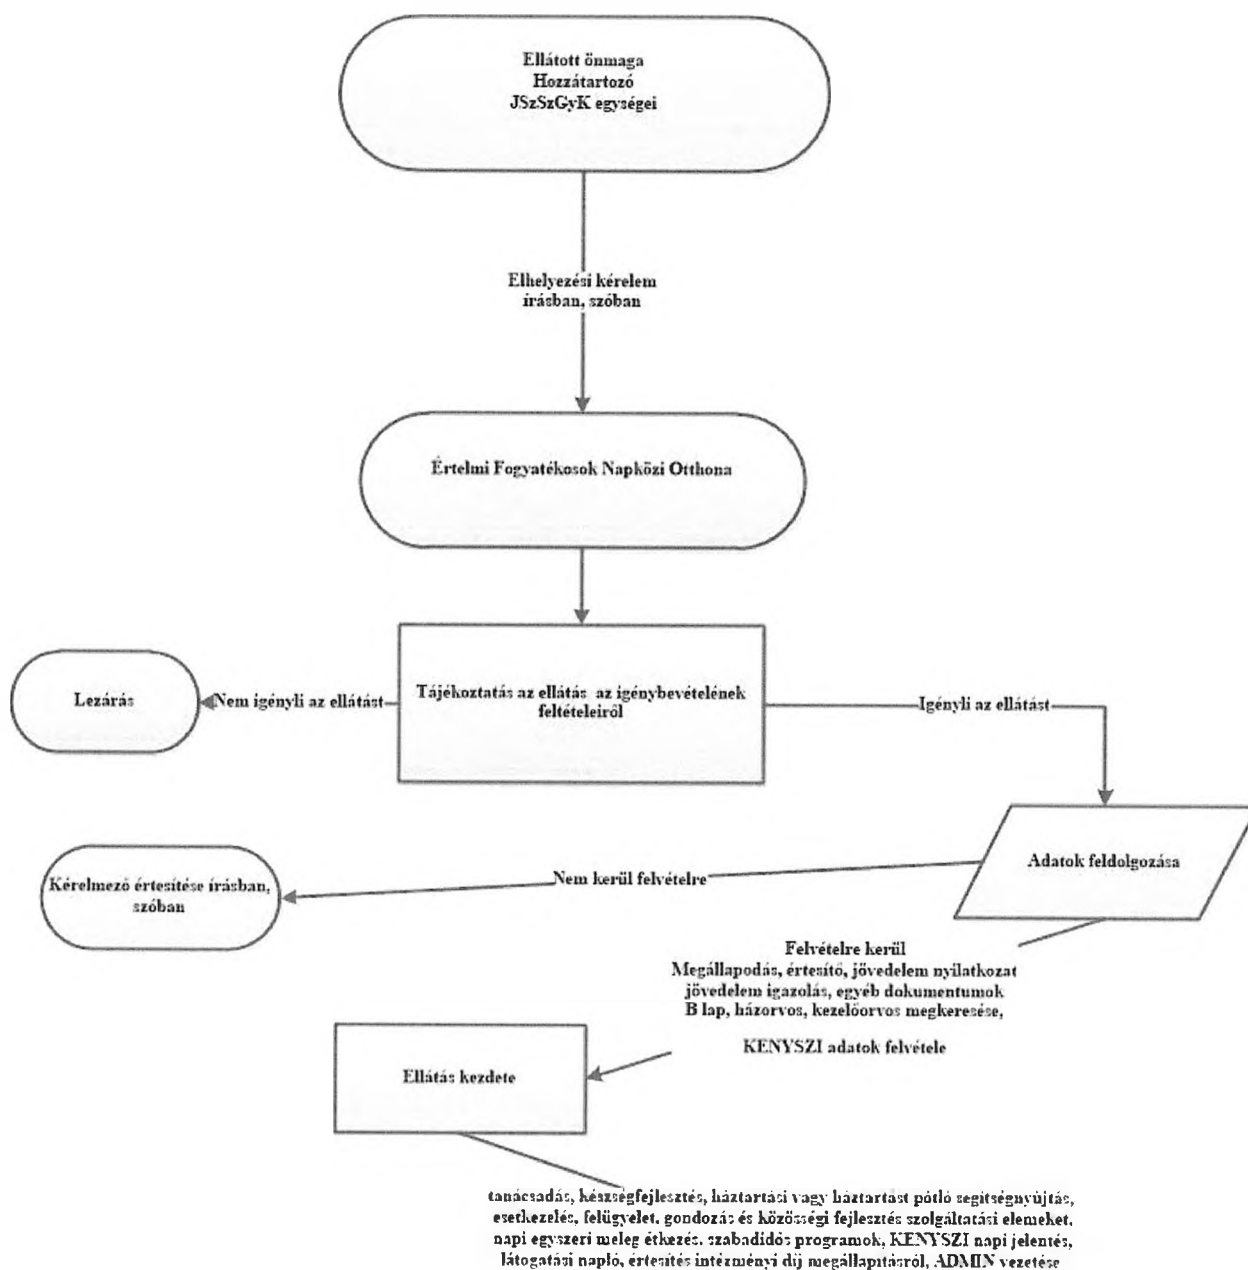 Ellátott önmaga
Hozzátartozó
JSzSzGyK egységei
Elhelyezési kérelem
írásban, szóban
Értelmi Fogyatékosok Napközi Otthona
Tájékoztatás az ellátás az igénybevételének
feltételeiről
Nem igényli az ellátást
Lezárás
Igényli az ellátást
Adatok feldolgozása
Nem kerül felvételre
Kérelmező értesítése írásban,
szóban
Felvételre kerül
Megállapodás, értesítő, jövedelem nyilatkozat
jövedelem igazolás, egyéb dokumentumok
B lap, házorvos, kezelőorvos megkeresése,
KENYSZI adatok felvétele
Ellátás kezdete
tanácsadás, készségfejlesztés, háztartási vagy háztartást pótló segítségnyújtás,
esetkezelés, felügyelet, gondozás és közösségi fejlesztés szolgáltatási elemeket,
napi egyszeri meleg étkezés, szabadidős programok, KENYSZI napi jelentés,
látogatási napló, értesítés intézményi díj megállapításról, ADMIN vezetése